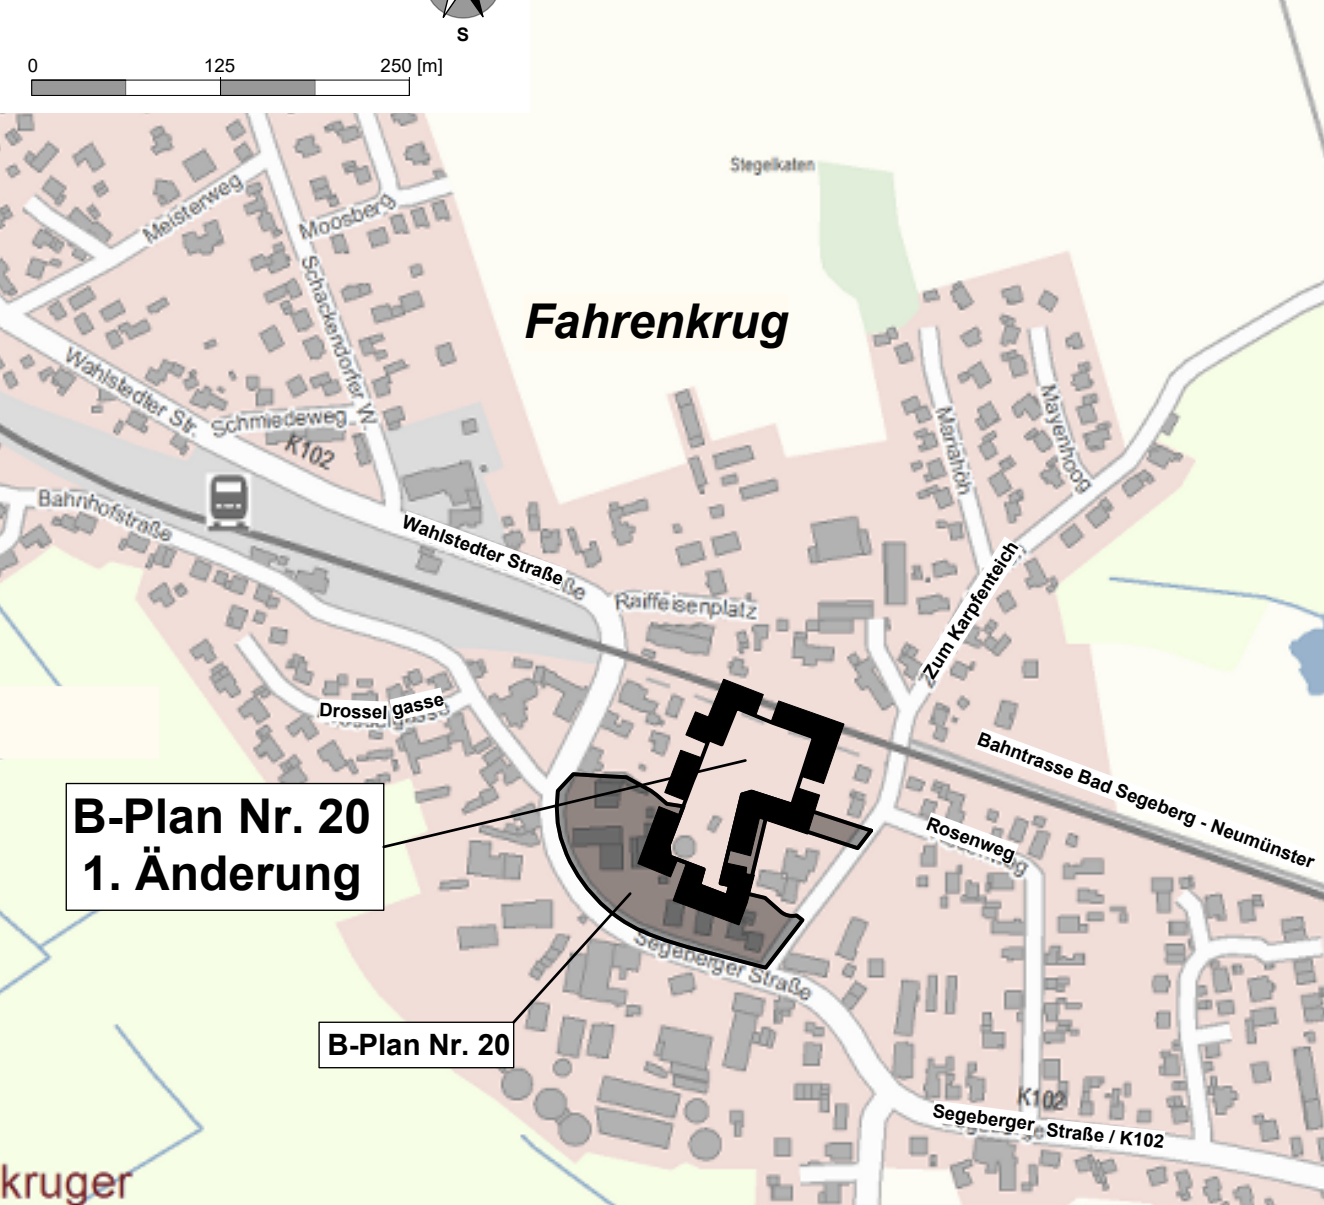 S
0 125 250 [m]
Stegelkaten
Meisterweg
Moosberg
Schackendorfer W.
Fahrenkrug
Wahlstedter Str.
Schmiedeweg
K102
Mariahöh
Mayenhoog
Bahnhofstraße
Wahlstedter Straße
Raiffeisenplatz
Zum Karpfenteich
Drossel gasse
Bahntrasse Bad Segeberg - Neumünster
B-Plan Nr. 20
1. Änderung
Rosenweg
Segeberger Straße
B-Plan Nr. 20
K102
Segeberger Straße / K102
kruger